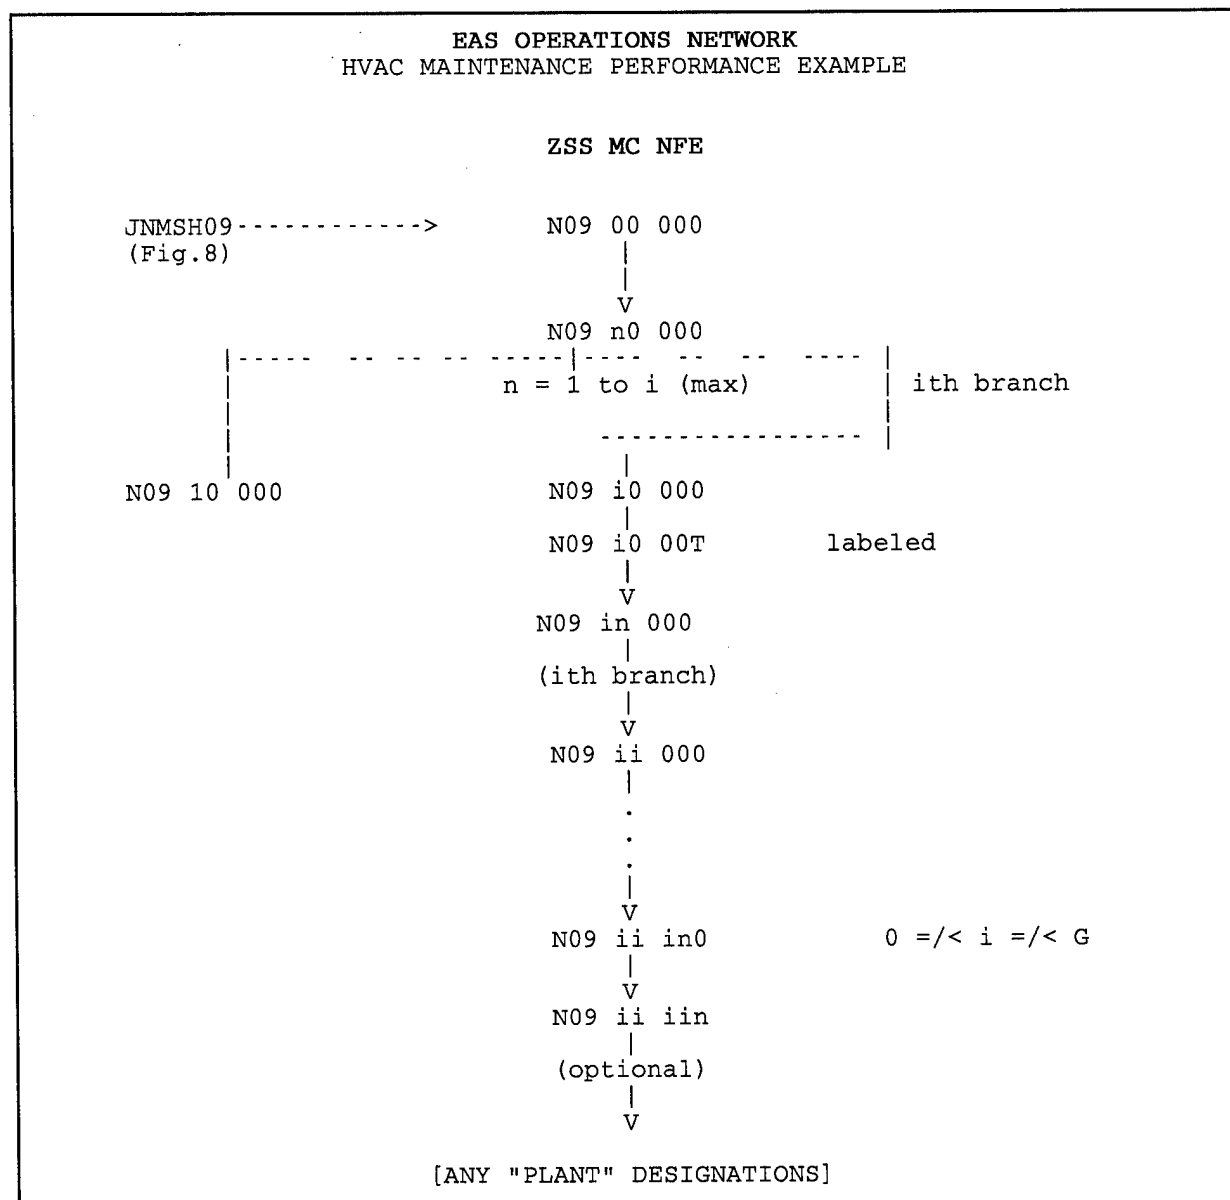 EAS OPERATIONS NETWORK
HVAC MAINTENANCE PERFORMANCE EXAMPLE
ZSS MC NFE
JNMSH09------------> N09 00 000
(Fig.8)
V
N09 n0 000
n = 1 to i (max) ith branch
N09 10 000 N09 i0 000
N09 i0 00T labeled
V
N09 in 000
(ith branch)
V
N09 ii 000
.
.
.
V
N09 ii in0 0 =/< i =/< G
V
N09 ii iin
(optional)
V
[ANY "PLANT" DESIGNATIONS]